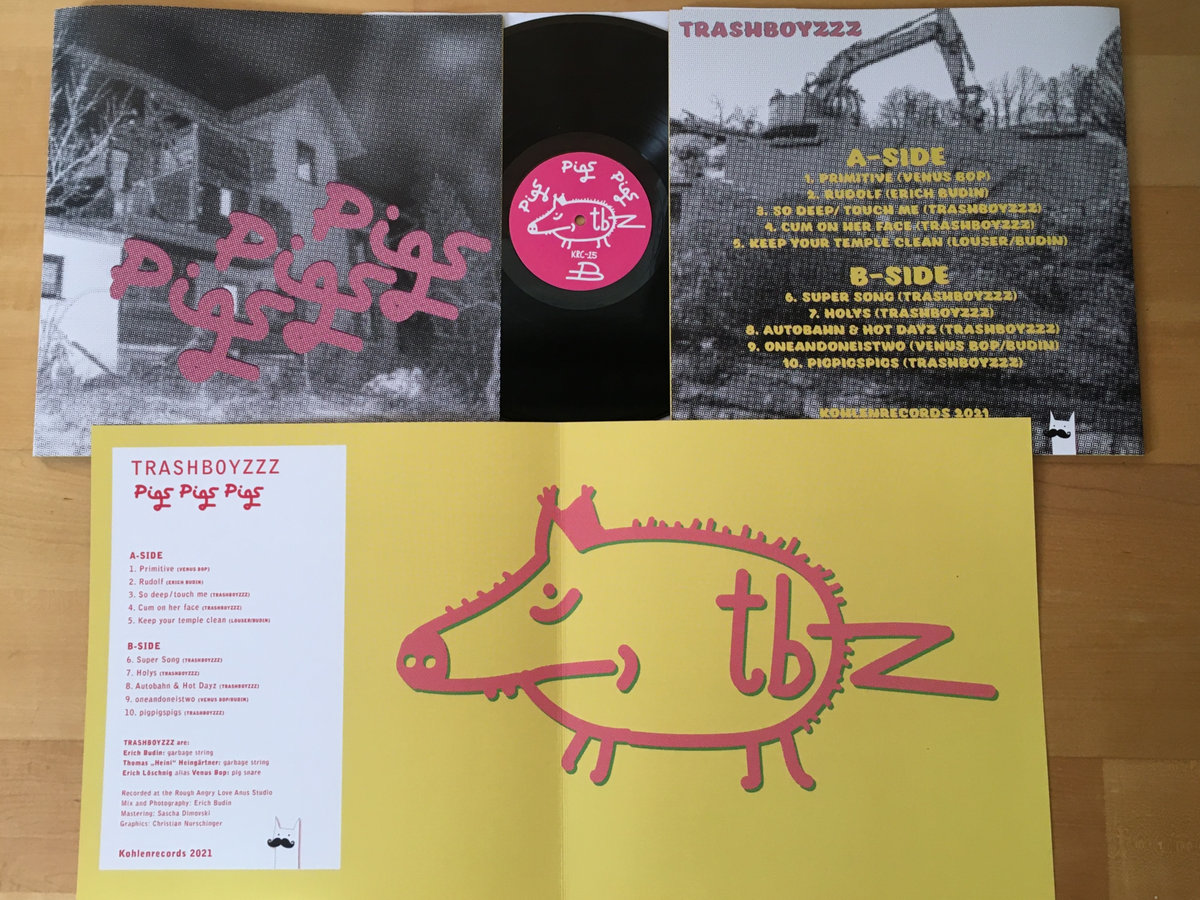 Pigs
Pigs
Pigs
Pigs
Pigs
Pigs
tb
KRC-15
B
TRASHBOYZZZ
A-SIDE
1. PRIMITIVE (VENUS BOP)
2. RUDOLF (ERICH BUDIN)
3. SO DEEP/ TOUCH ME (TRASHBOYZZZ)
4. CUM ON HER FACE (TRASHBOYZZZ)
5. KEEP YOUR TEMPLE CLEAN (LOUSER/BUDIN)
B-SIDE
6. SUPER SONG (TRASHBOYZZZ)
7. HOLYS (TRASHBOYZZZ)
8. AUTOBAHN & HOT DAYZ (TRASHBOYZZZ)
9. ONEANDONEISTWO (VENUS BOP/BUDIN)
10. PIGPIGSPIGS (TRASHBOYZZZ)
KOHLENRECORDS 2021
TRASHBOYZZZ
Pigs Pigs Pigs
A-SIDE
1. Primitive (VENUS BOP)
2. Rudolf (ERICH BUDIN)
3. So deep/touch me (TRASHBOYZZZ)
4. Cum on her face (TRASHBOYZZZ)
5. Keep your temple clean (LOUSER/BUDIN)
B-SIDE
6. Super Song (TRASHBOYZZZ)
7. Holys (TRASHBOYZZZ)
8. Autobahn & Hot Dayz (TRASHBOYZZZ)
9. oneandoneistwo (VENUS BOP/BUDIN)
10. pigpigspigs (TRASHBOYZZZ)
TRASHBOYZZZ are:
Erich Budin: garbage string
Thomas „Heini" Heingärtner: garbage string
Erich Löschnig alias Venus Bop: pig snare
Recorded at the Rough Angry Love Anus Studio
Mix and Photography: Erich Budin
Mastering: Sascha Dimovski
Graphics: Christian Nurschinger
Kohlenrecords 2021
tb